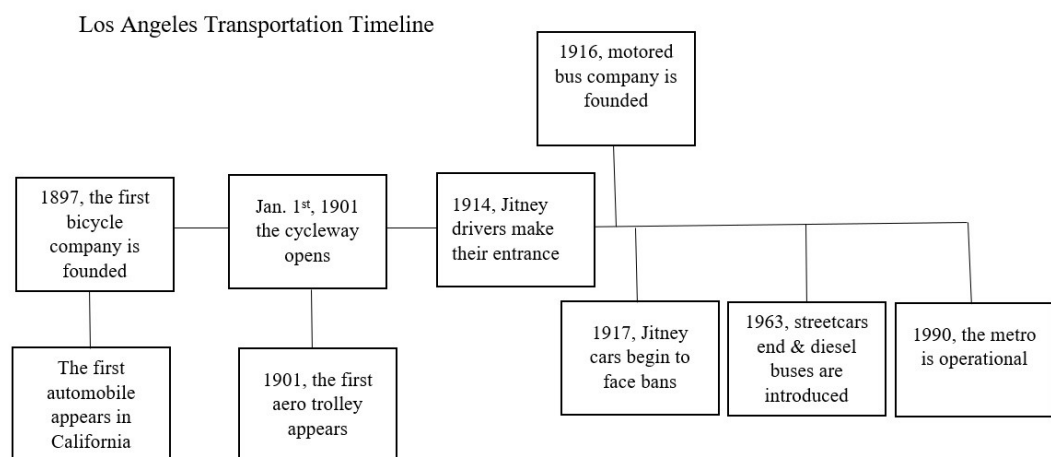 Los Angeles Transportation Timeline
1916, motored
bus company is
founded
1897, the first
bicycle
company is
founded
Jan. 1st, 1901
the cycleway
opens
1914, Jitney
drivers make
their entrance
The first
automobile
appears in
California
1901, the first
aero trolley
appears
1917, Jitney
cars begin to
face bans
1963, streetcars
end & diesel
buses are
introduced
1990, the metro
is operational